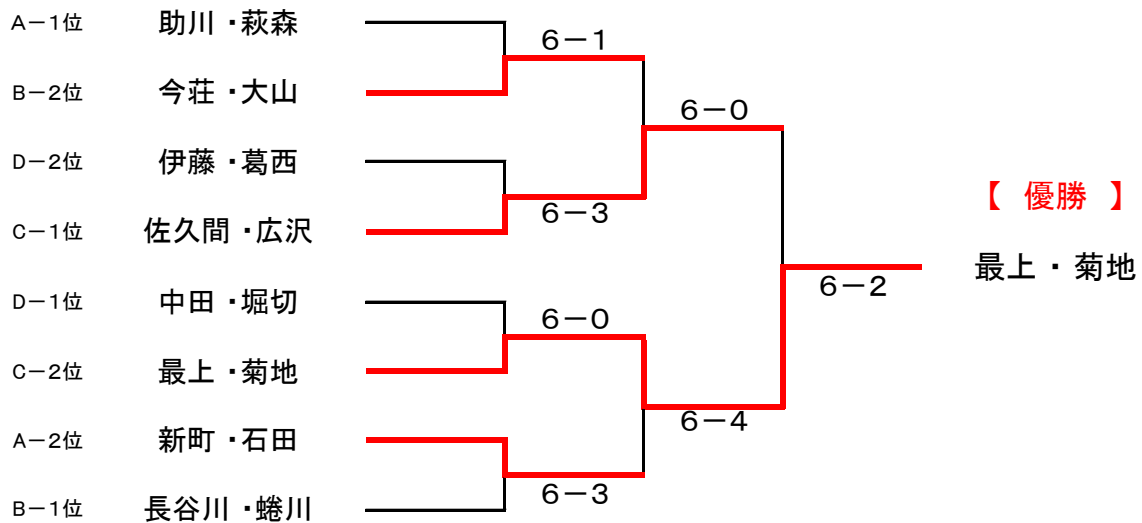 A－1位 助川 ・萩森
6－1
B－2位 今荘 ・大山
6－0
D－2位 伊藤 ・葛西
【 優勝 】
6－3
C－1位 佐久間 ・広沢
最上 ・ 菊地
6－2
D－1位 中田 ・堀切
6－0
C－2位 最上 ・菊地
6－4
A－2位 新町 ・石田
6－3
B－1位 長谷川 ・蜷川